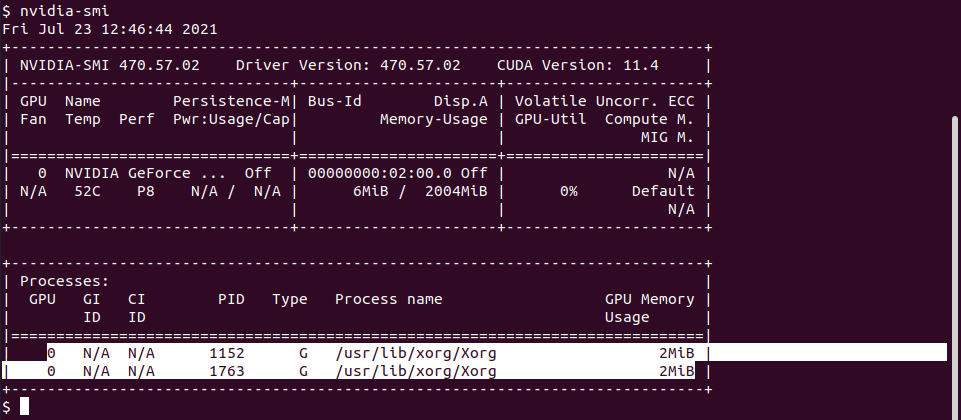 $ nvidia-smi
Fri Jul 23 12:46:44 2021
+-----------------------------------------------------------------------------+
| NVIDIA-SMI 470.57.02    Driver Version: 470.57.02    CUDA Version: 11.4     |
|-------------------------------+----------------------+----------------------+
| GPU  Name        Persistence-M| Bus-Id        Disp.A | Volatile Uncorr. ECC |
| Fan  Temp  Perf  Pwr:Usage/Cap|         Memory-Usage | GPU-Util  Compute M. |
|                               |                      |               MIG M. |
|===============================+======================+======================|
|   0  NVIDIA GeForce ...  Off  | 00000000:02:00.0 Off |                  N/A |
| N/A   52C    P8    N/A /  N/A |      6MiB /  2004MiB |      0%      Default |
|                               |                      |                  N/A |
+-------------------------------+----------------------+----------------------+
+-----------------------------------------------------------------------------+
| Processes:                                                                  |
|  GPU   GI   CI        PID   Type   Process name                  GPU Memory |
|        ID   ID                                                   Usage      |
|=============================================================================|
|    0   N/A  N/A      1152      G   /usr/lib/xorg/Xorg                  2MiB |
|    0   N/A  N/A      1763      G   /usr/lib/xorg/Xorg                  2MiB |
+-----------------------------------------------------------------------------+
$